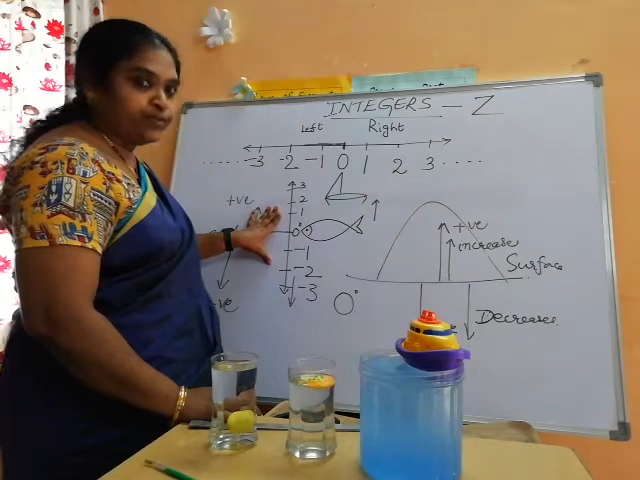 INTEGERS - Z
Left Right
..... -3 -2 -1 0 1 2 3 ....
3
2
1
0°
-1
-2
-3
+ve
-ve
0°
+ve
increase
Surface
Decreases